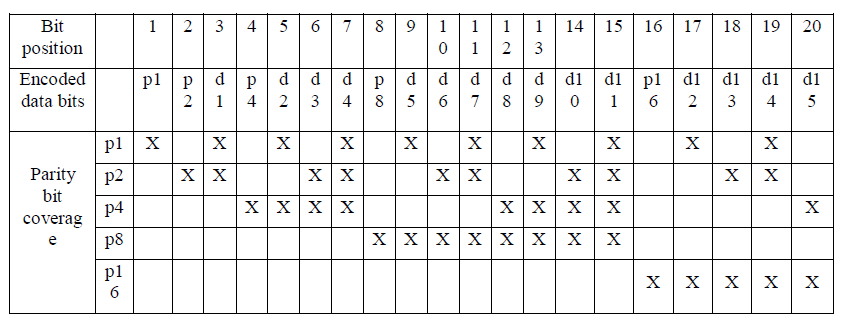 Bit position 1 2 3 4 5 6 7 8 9 10 11 12 13 14 15 16 17 18 19 20
Encoded data bits p1 p2 d1 p4 d2 d3 d4 p8 d5 d6 d7 d8 d9 d10 d11 p16 d12 d13 d14 d15
Parity bit coverage
p1 X X X X X X X X X X
p2 X X X X X X X X X X
p4 X X X X X X X X X
p8 X X X X X X X X
p16 X X X X X